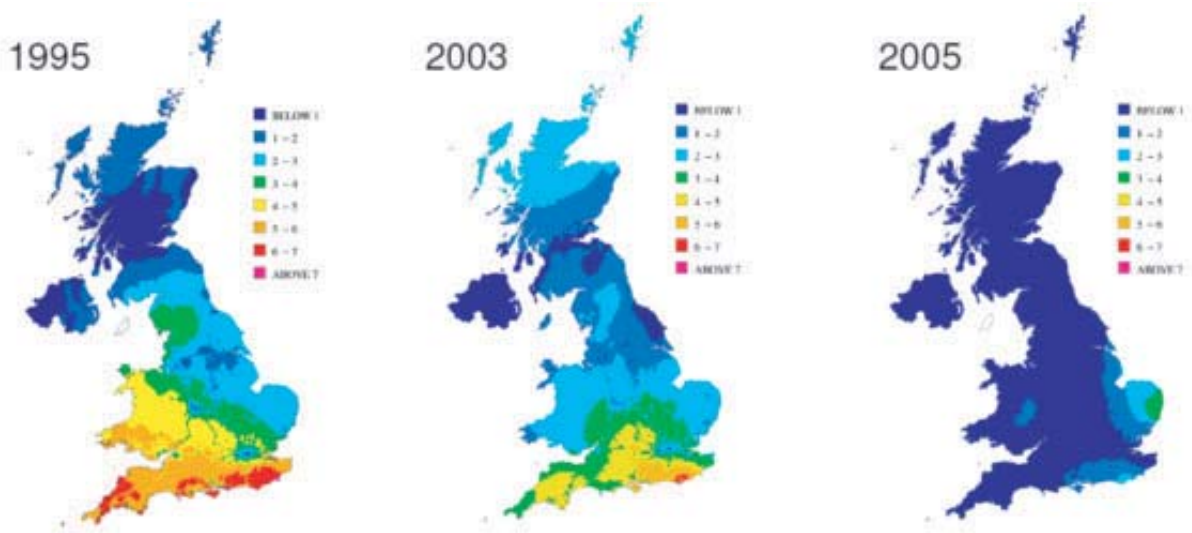 1995
BELOW 1
1 – 2
2 – 3
3 – 4
4 – 5
5 – 6
6 – 7
ABOVE 7
2003
BELOW 1
1 – 2
2 – 3
3 – 4
4 – 5
5 – 6
6 – 7
ABOVE 7
2005
BELOW 1
1 – 2
2 – 3
3 – 4
4 – 5
5 – 6
6 – 7
ABOVE 7